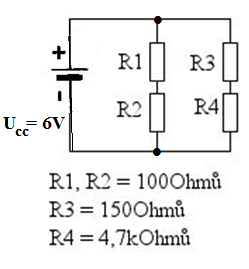 +
R1
R3
-
R2
R4
Ucc= 6V
R1, R2 = 100Ohmů
R3 = 150Ohmů
R4 = 4,7kOhmů